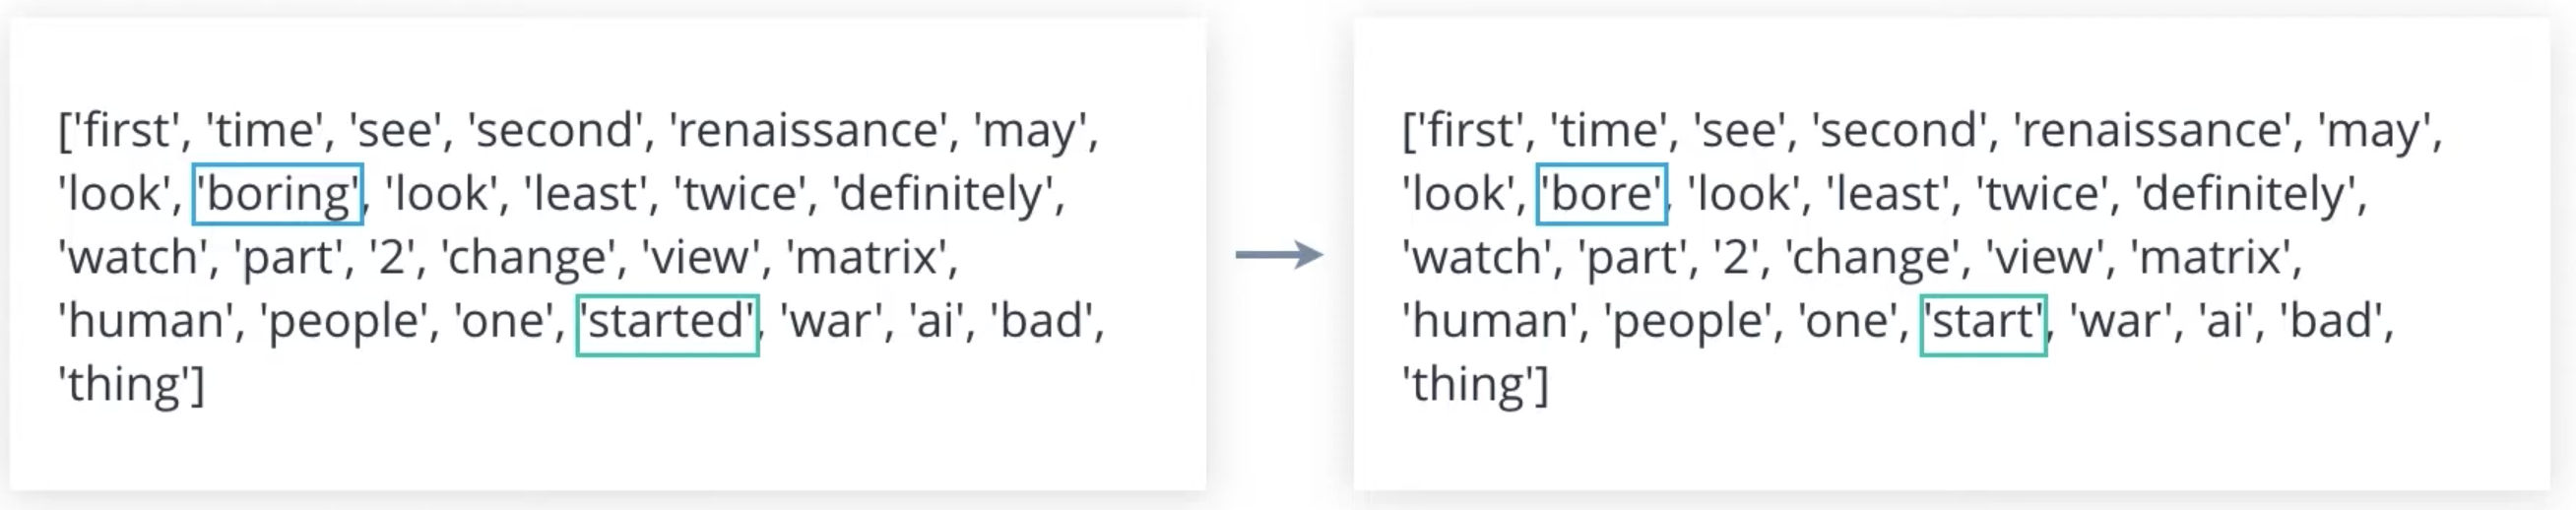 ['first', 'time', 'see', 'second', 'renaissance', 'may',
'look', 'boring', 'look', 'least', 'twice', 'definitely',
'watch', 'part', '2', 'change', 'view', 'matrix',
'human', 'people', 'one', 'started', 'war', 'ai', 'bad',
'thing']
['first', 'time', 'see', 'second', 'renaissance', 'may',
'look', 'bore', 'look', 'least', 'twice', 'definitely',
'watch', 'part', '2', 'change', 'view', 'matrix',
'human', 'people', 'one', 'start', 'war', 'ai', 'bad',
'thing']